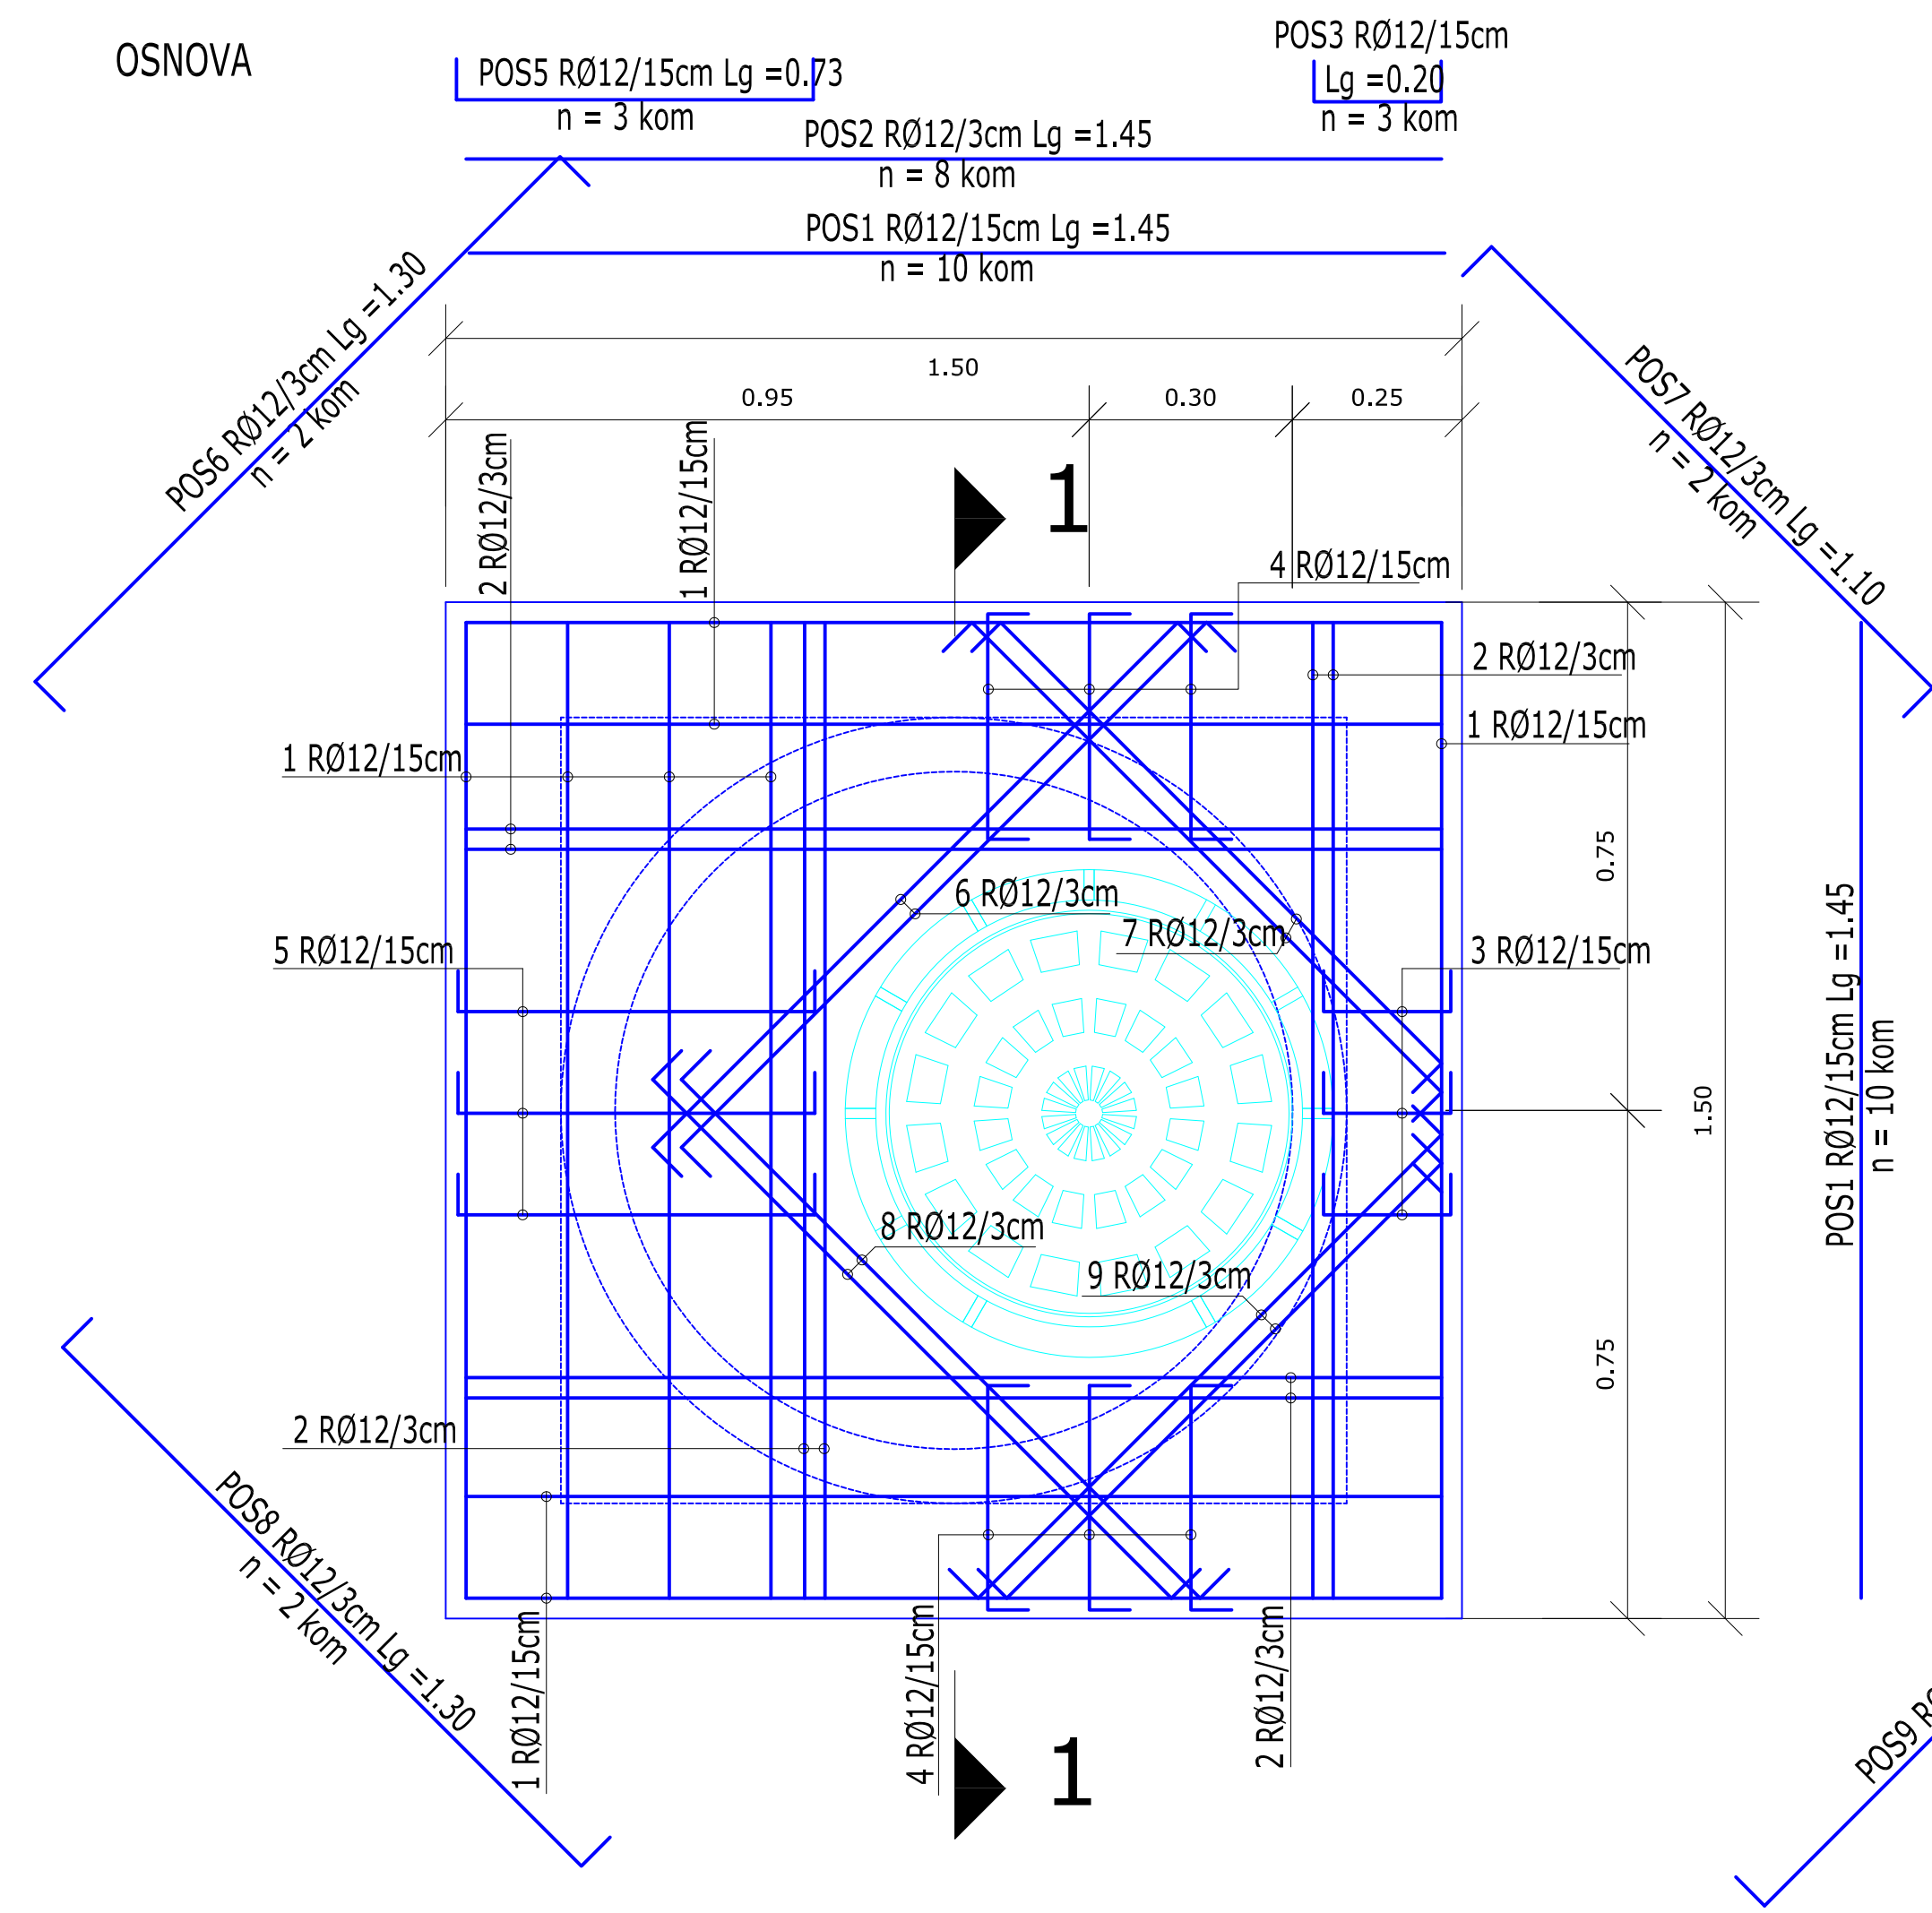 OSNOVA
POS5 RØ12/15cm Lg =0.73
n = 3 kom
POS3 RØ12/15cm
Lg =0.20
n = 3 kom
POS2 RØ12/3cm Lg =1.45
n = 8 kom
POS1 RØ12/15cm Lg =1.45
n = 10 kom
POS6 RØ12/3cm Lg =1.30
n = 2 kom
POS7 RØ12/3cm Lg =1.10
n = 2 kom
1.50
0.95
0.30
0.25
2 RØ12/3cm
1 RØ12/15cm
1
4 RØ12/15cm
2 RØ12/3cm
1 RØ12/15cm
1 RØ12/15cm
0.75
6 RØ12/3cm
7 RØ12/3cm
5 RØ12/15cm
3 RØ12/15cm
1.50
POS1 RØ12/15cm Lg =1.45
n = 10 kom
8 RØ12/3cm
9 RØ12/3cm
0.75
2 RØ12/3cm
POS8 RØ12/3cm Lg =1.30
n = 2 kom
1 RØ12/15cm
4 RØ12/15cm
2 RØ12/3cm
1
POS9 R